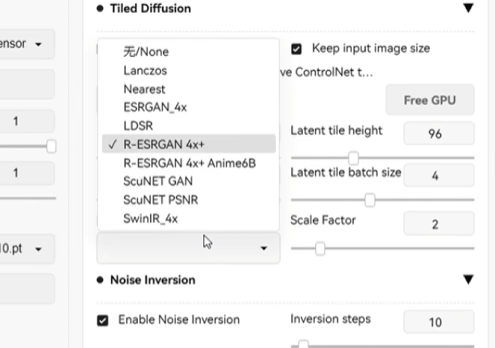 Tiled Diffusion
ensor
无/None
Keep input image size
Lanczos
ve ControlNet t...
Nearest
Free GPU
ESRGAN_4x
LDSR
1
Latent tile height
96
R-ESRGAN 4x+
R-ESRGAN 4x+ Anime6B
1
Latent tile batch size
4
ScuNET GAN
ScuNET PSNR
SwinIR_4x
Scale Factor
2
0.pt
Noise Inversion
Enable Noise Inversion
Inversion steps
10